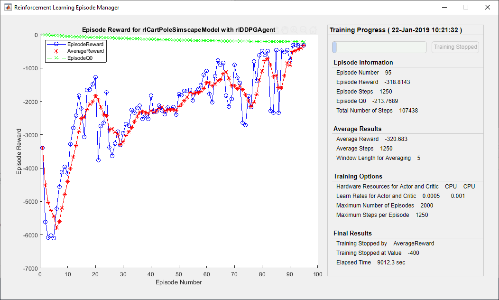 Reinforcement Learning Episode Manager
Episode Reward for rlCartPoleSimscapeModel with rlDDPGAgent
EpisodeReward
AverageReward
EpisodeQ0
0
-1000
-2000
-3000
-4000
-5000
-6000
-7000
Episode Reward
0 10 20 30 40 50 60 70 80 90 100
Episode Number
Training Progress ( 22-Jan-2019 10:21:32 )
Training Stopped
Episode Information
Episode Number 95
Episode Reward -318.8143
Episode Steps 1250
Episode Q0 -213.7689
Total Number of Steps 107438
Average Results
Average Reward -320.683
Average Steps 1250
Window Length for Averaging 5
Training Options
Hardware Resources for Actor and Critic CPU CPU
Learn Rates for Actor and Critic 0.0005 0.001
Maximum Number of Episodes 2000
Maximum Steps per Episode 1250
Final Results
Training Stopped by AverageReward
Training Stopped at Value -400
Elapsed Time 9012.3 sec